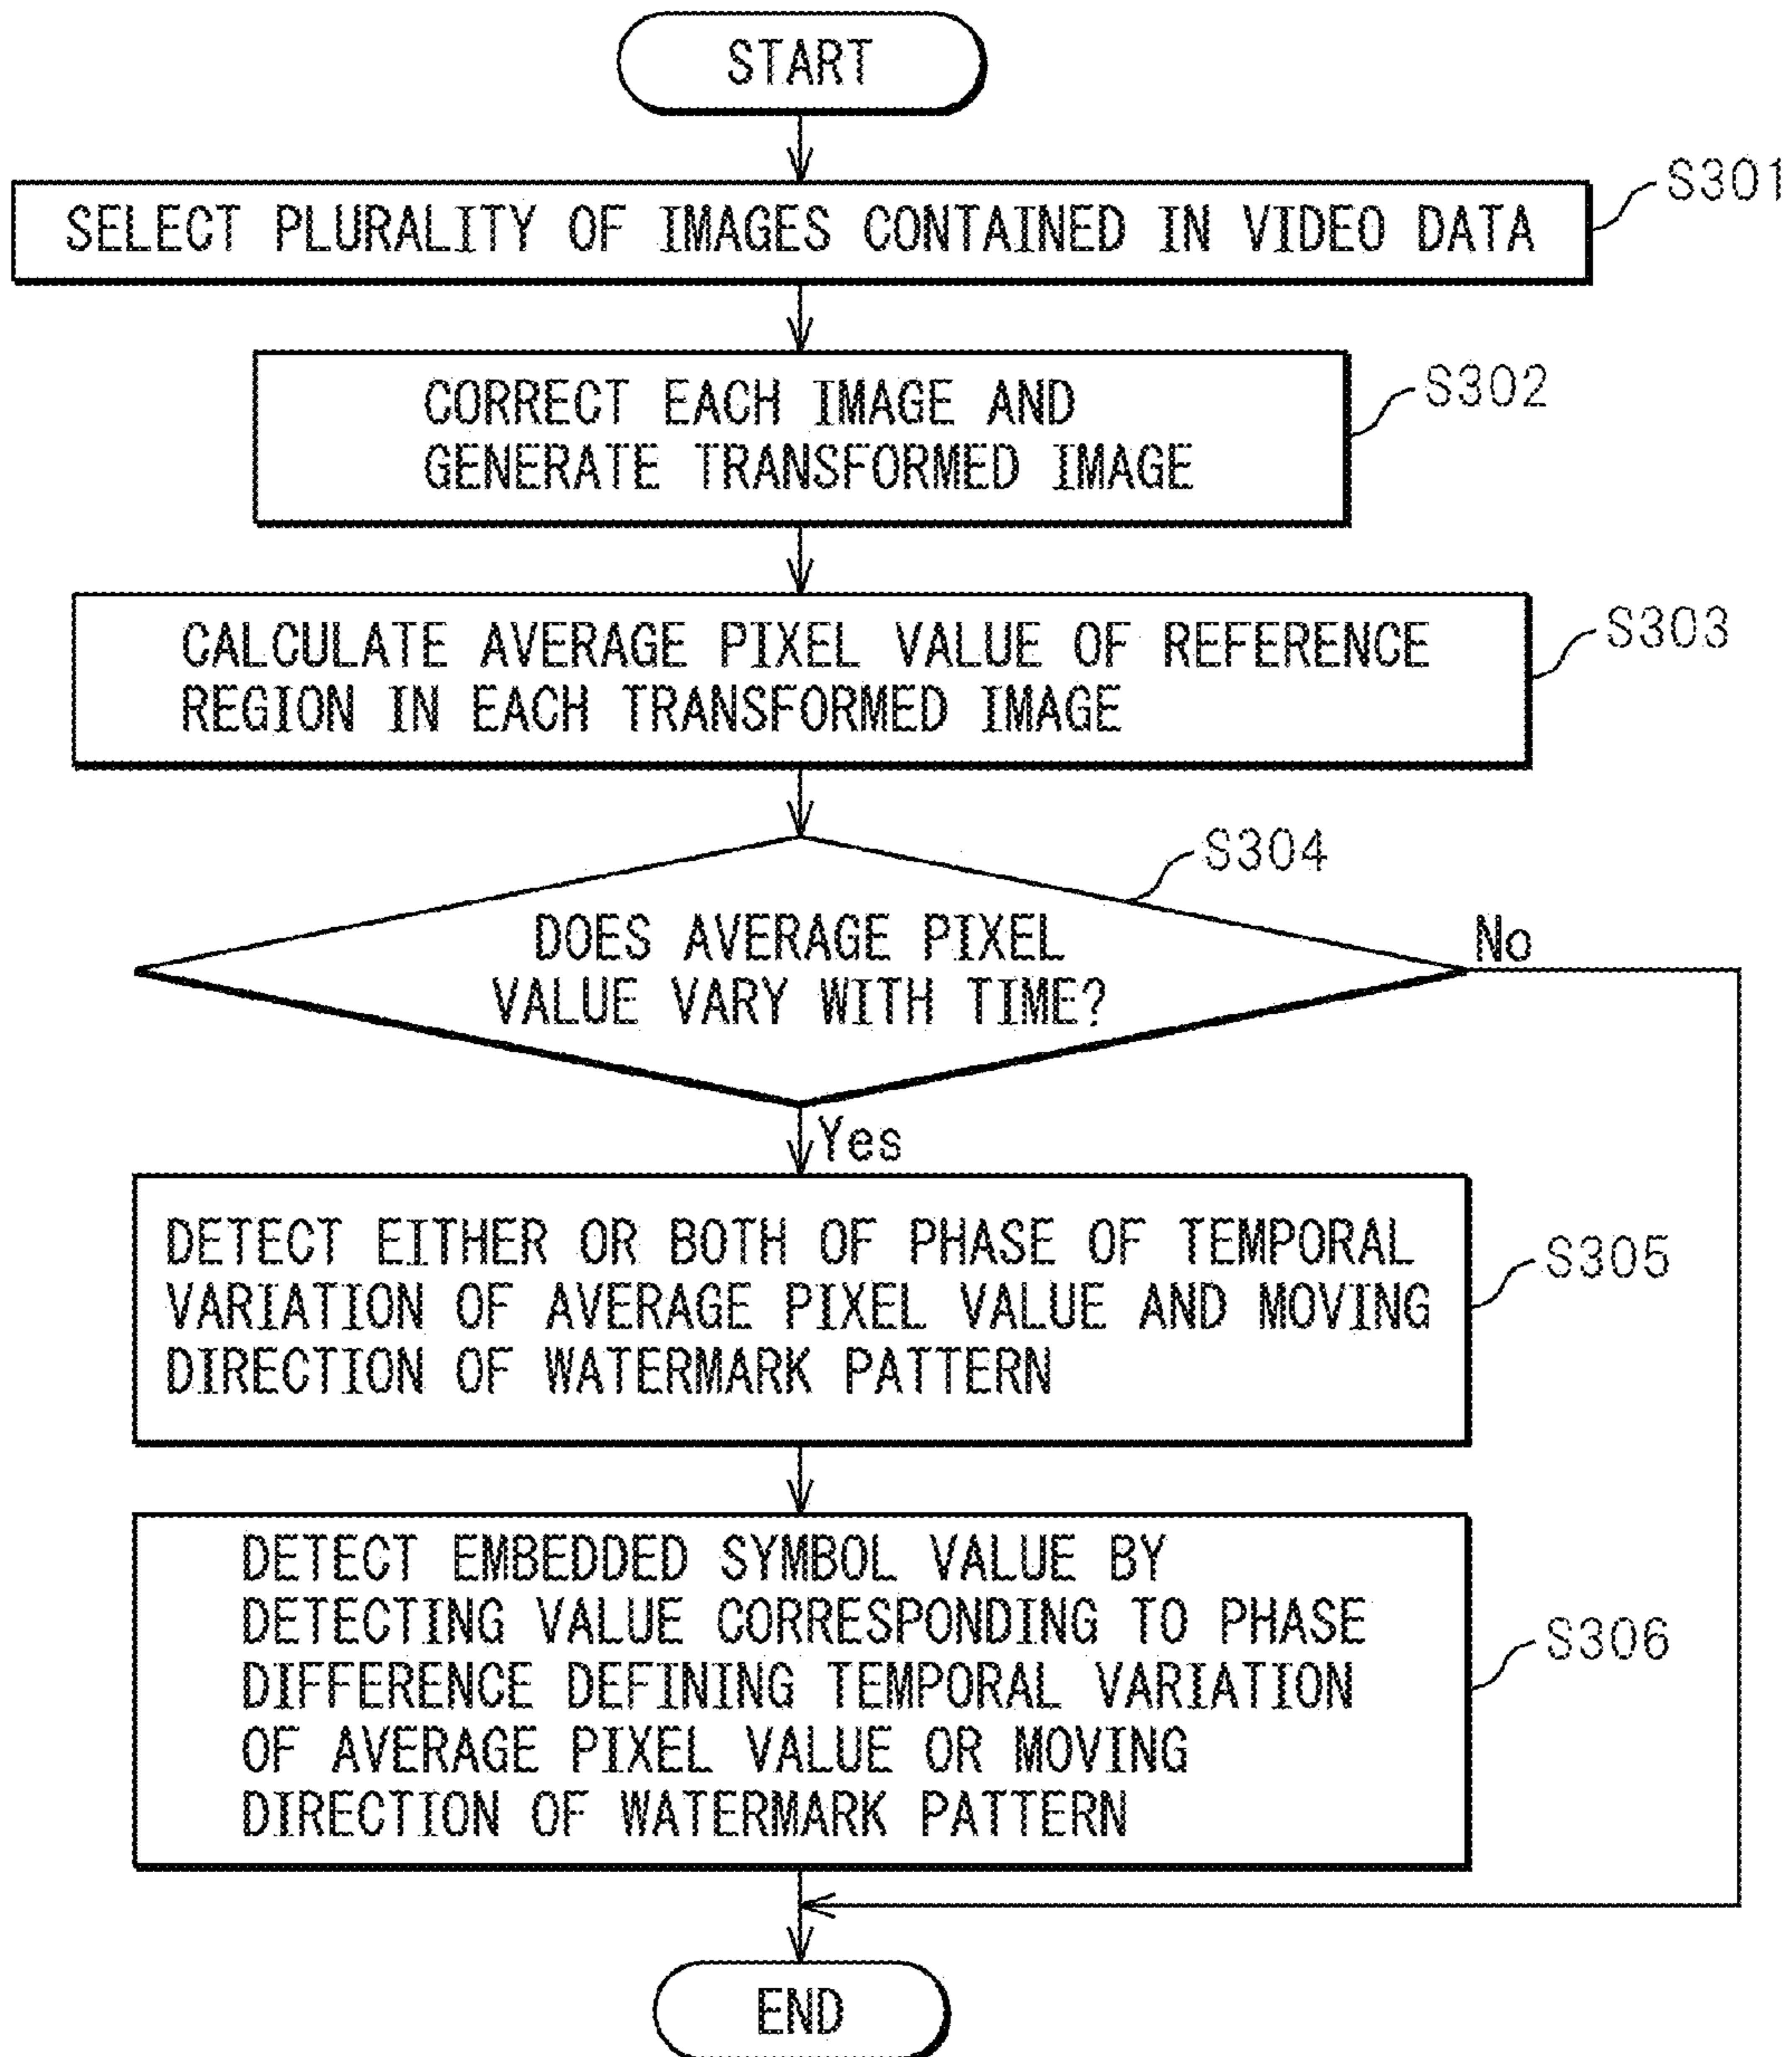 START
S301
SELECT PLURALITY OF IMAGES CONTAINED IN VIDEO DATA
S302
CORRECT EACH IMAGE AND
GENERATE TRANSFORMED IMAGE
S303
CALCULATE AVERAGE PIXEL VALUE OF REFERENCE
REGION IN EACH TRANSFORMED IMAGE
S304
DOES AVERAGE PIXEL
VALUE VARY WITH TIME?
No
Yes
S305
DETECT EITHER OR BOTH OF PHASE OF TEMPORAL
VARIATION OF AVERAGE PIXEL VALUE AND MOVING
DIRECTION OF WATERMARK PATTERN
S306
DETECT EMBEDDED SYMBOL VALUE BY
DETECTING VALUE CORRESPONDING TO PHASE
DIFFERENCE DEFINING TEMPORAL VARIATION
OF AVERAGE PIXEL VALUE OR MOVING
DIRECTION OF WATERMARK PATTERN
END